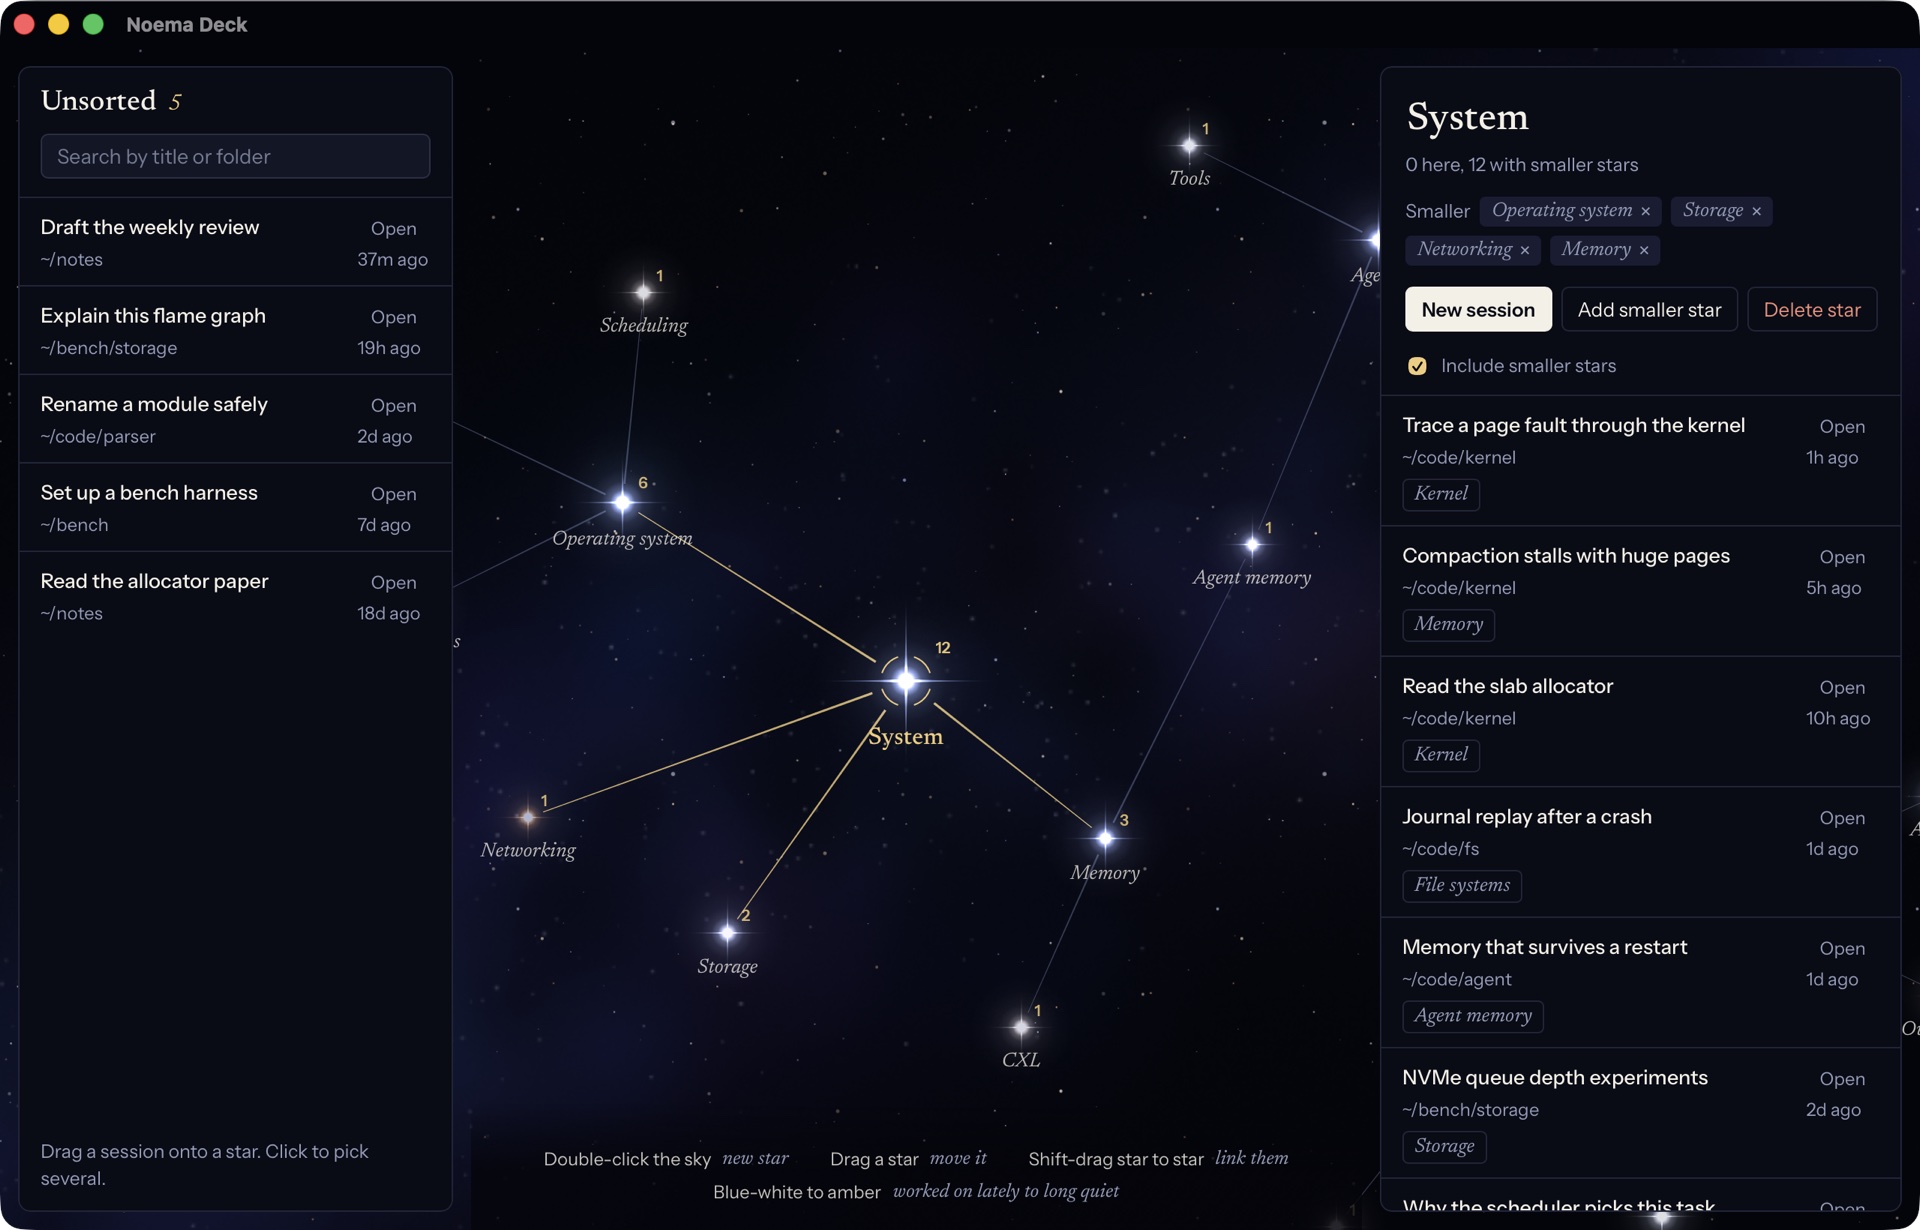 Noema Deck
Unsorted 5
Search by title or folder
Draft the weekly review Open
~/notes 37m ago
Explain this flame graph Open
~/bench/storage 19h ago
Rename a module safely Open
~/code/parser 2d ago
Set up a bench harness Open
~/bench 7d ago
Read the allocator paper Open
~/notes 18d ago
Drag a session onto a star. Click to pick
several.
1
Tools
Age
1
Scheduling
6
Operating system
1
Agent memory
s
12
System
1
Networking
3
Memory
2
Storage
1
CXL
Double-click the sky new star Drag a star move it Shift-drag star to star link them
Blue-white to amber worked on lately to long quiet
1
System
0 here, 12 with smaller stars
Smaller Operating system × Storage ×
Networking × Memory ×
New session Add smaller star Delete star
Include smaller stars
Trace a page fault through the kernel Open
~/code/kernel 1h ago
Kernel
Compaction stalls with huge pages Open
~/code/kernel 5h ago
Memory
Read the slab allocator Open
~/code/kernel 10h ago
Kernel
Journal replay after a crash Open
~/code/fs 1d ago
File systems
Memory that survives a restart Open
~/code/agent 1d ago
Agent memory
NVMe queue depth experiments Open
~/bench/storage 2d ago
Storage
Why the scheduler picks this task Open